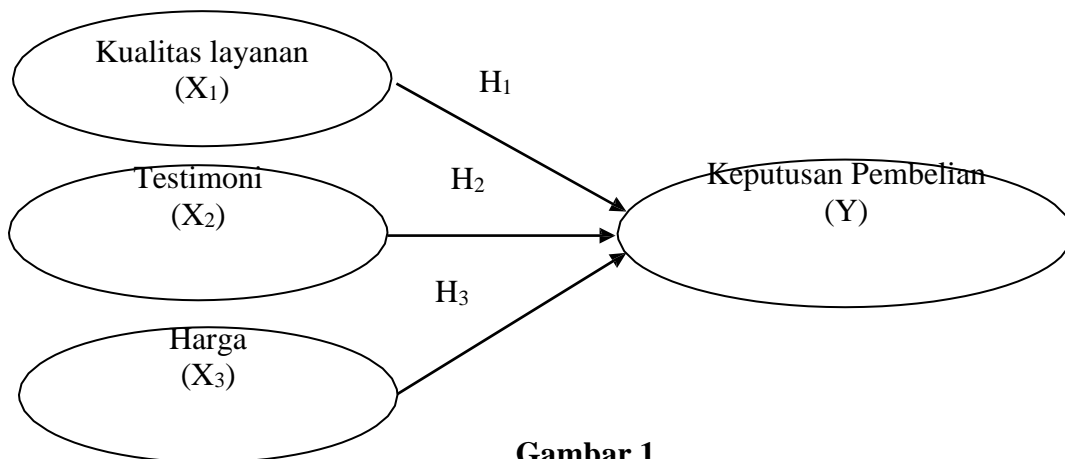 Kualitas layanan
(X₁)
H₁
Testimoni
(X₂)
H₂
Keputusan Pembelian
(Y)
H₃
Harga
(X₃)
Gambar 1